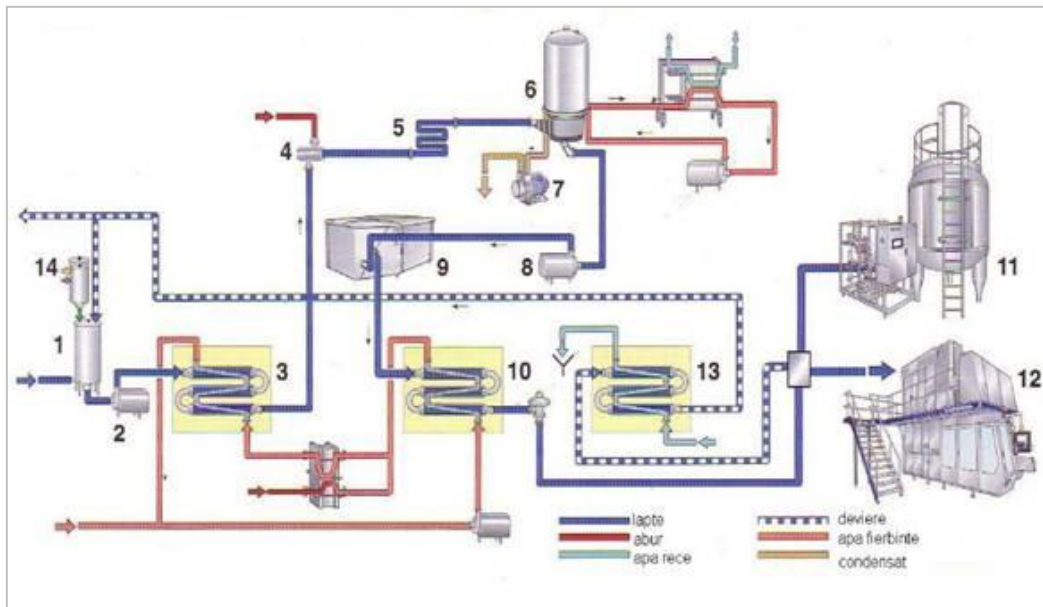 6
5
4
7
14
9
8
11
1
3
10
13
12
2
lapte
deviere
abur
apa fierbinte
apa rece
condensat